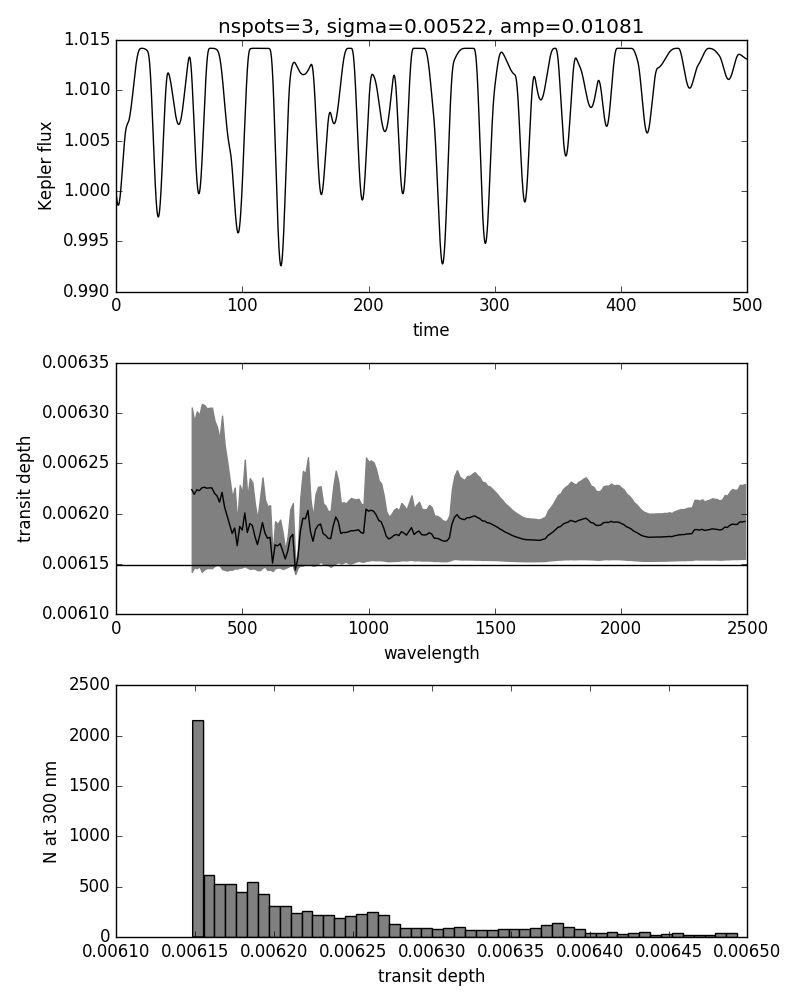 nspots=3, sigma=0.00522, amp=0.01081
1.015
1.010
1.005
1.000
0.995
0.990
Kepler flux
0 100 200 300 400 500
time
0.00635
0.00630
0.00625
0.00620
0.00615
0.00610
transit depth
0 500 1000 1500 2000 2500
wavelength
2500
2000
1500
1000
500
0
N at 300 nm
0.00610 0.00615 0.00620 0.00625 0.00630 0.00635 0.00640 0.00645 0.00650
transit depth